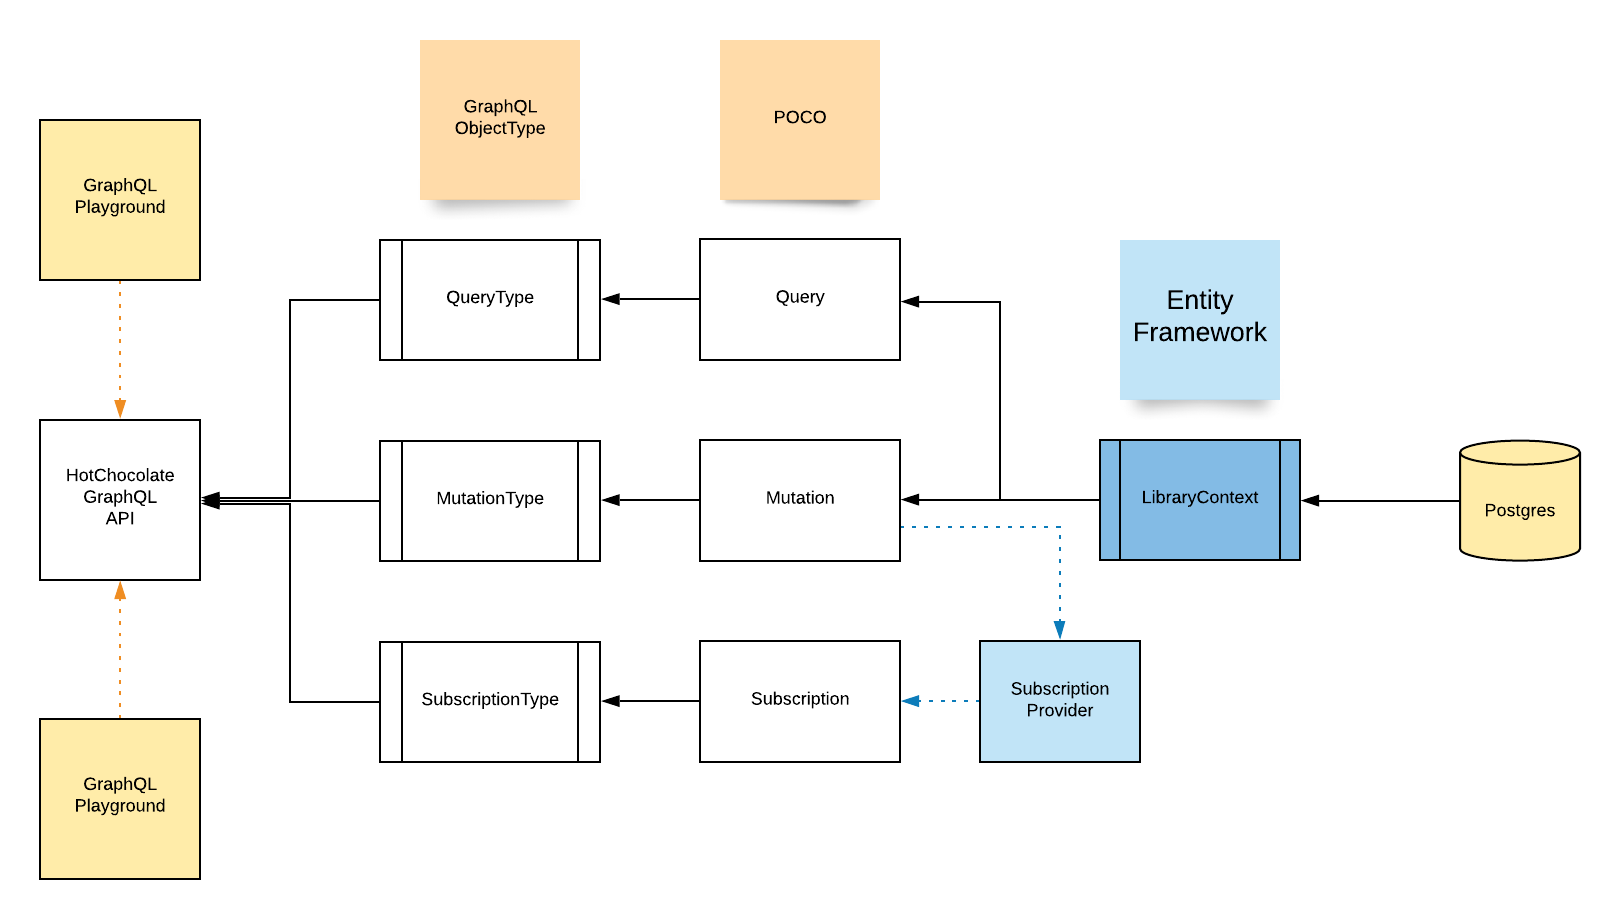 GraphQL
ObjectType
POCO
GraphQL
Playground
QueryType
Query
Entity
Framework
HotChocolate
GraphQL
API
MutationType
Mutation
LibraryContext
Postgres
SubscriptionType
Subscription
Subscription
Provider
GraphQL
Playground